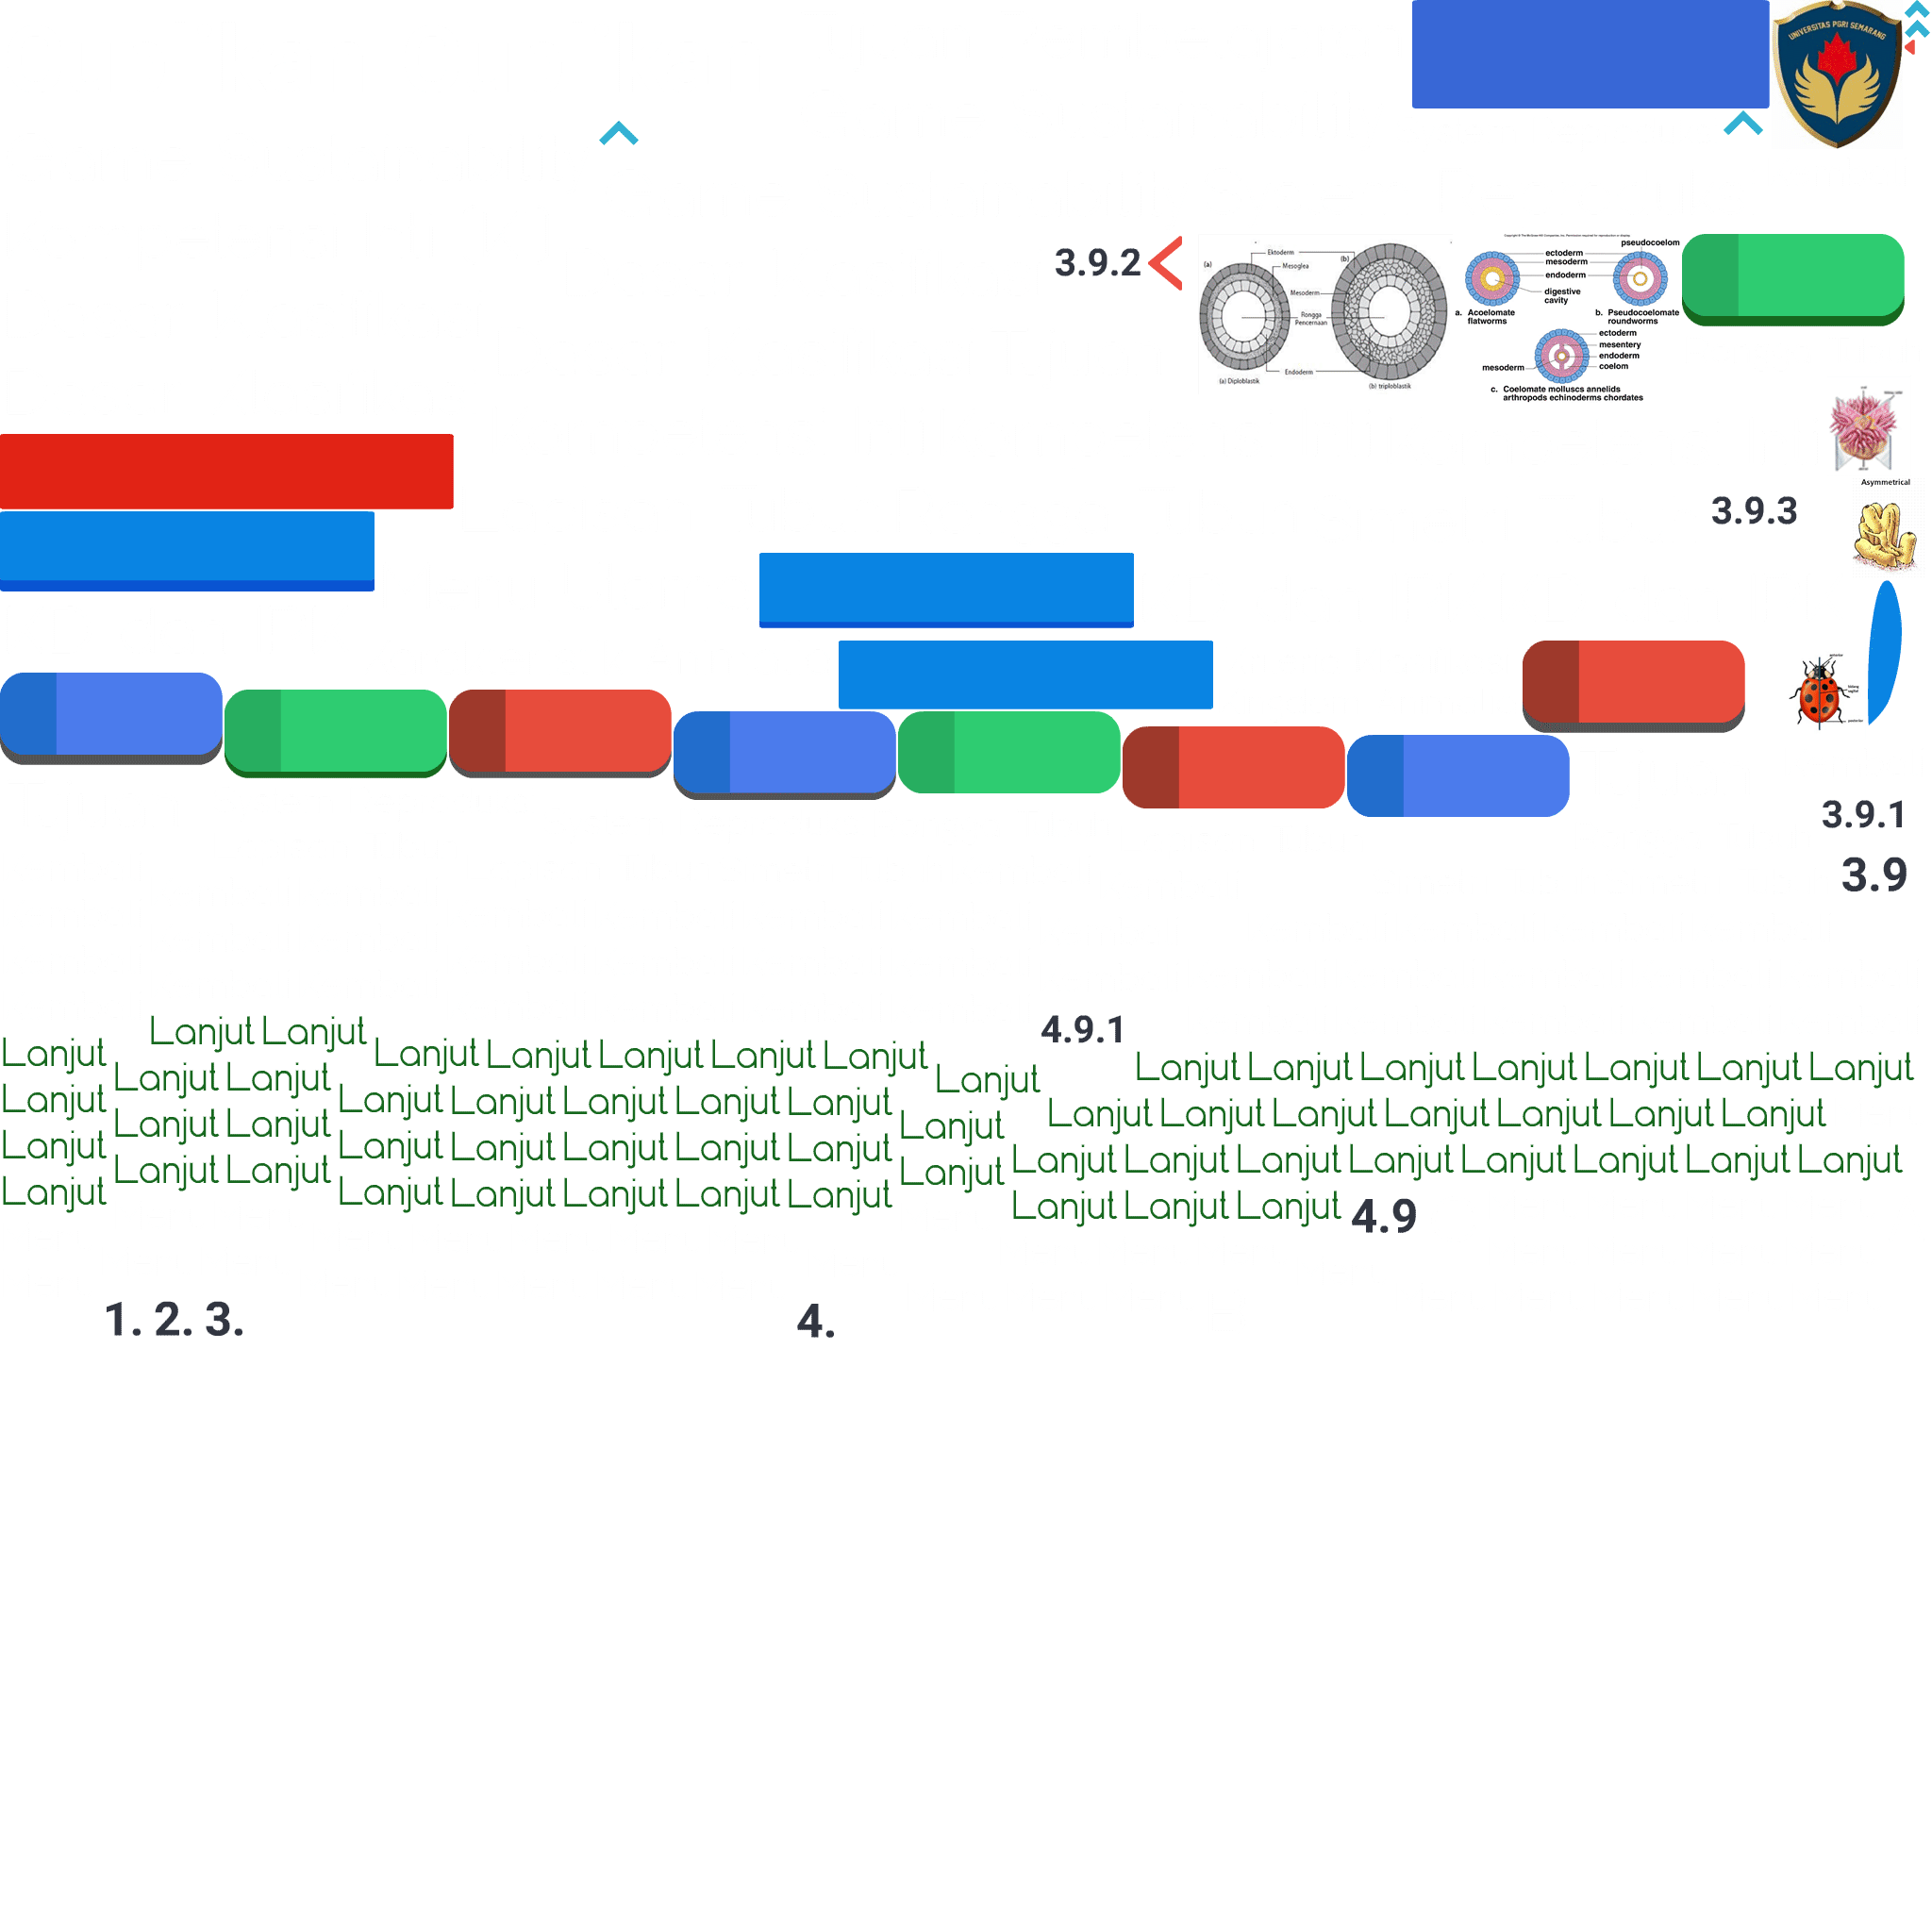 UNIVERSITAS PGRI SEMARANG
3.9.2
(a)
Ektoderm
Mesoglea
(b)
Mesoderm
Rongga
Pencernaan
Endoderm
(a) Diploblastik
(b) triploblastik
pseudocoelom
ectoderm
mesoderm
endoderm
digestive
cavity
a. Acoelomate
flatworms
b. Pseudocoelomate
roundworms
ectoderm
mesentery
endoderm
coelom
mesoderm
c. Coelomate molluscs annelids
arthropods echinoderms chordates
Asymmetrical
3.9.3
3.9.1
3.9
4.9.1
Lanjut Lanjut
Lanjut Lanjut Lanjut Lanjut Lanjut Lanjut
Lanjut Lanjut Lanjut Lanjut Lanjut Lanjut Lanjut
Lanjut Lanjut Lanjut
Lanjut Lanjut Lanjut Lanjut Lanjut Lanjut
Lanjut Lanjut Lanjut Lanjut Lanjut Lanjut Lanjut
Lanjut Lanjut Lanjut
Lanjut Lanjut Lanjut Lanjut Lanjut Lanjut
Lanjut Lanjut Lanjut Lanjut Lanjut Lanjut Lanjut Lanjut
Lanjut Lanjut Lanjut
Lanjut Lanjut Lanjut Lanjut Lanjut Lanjut
Lanjut Lanjut Lanjut 4.9
1. 2. 3.
4.